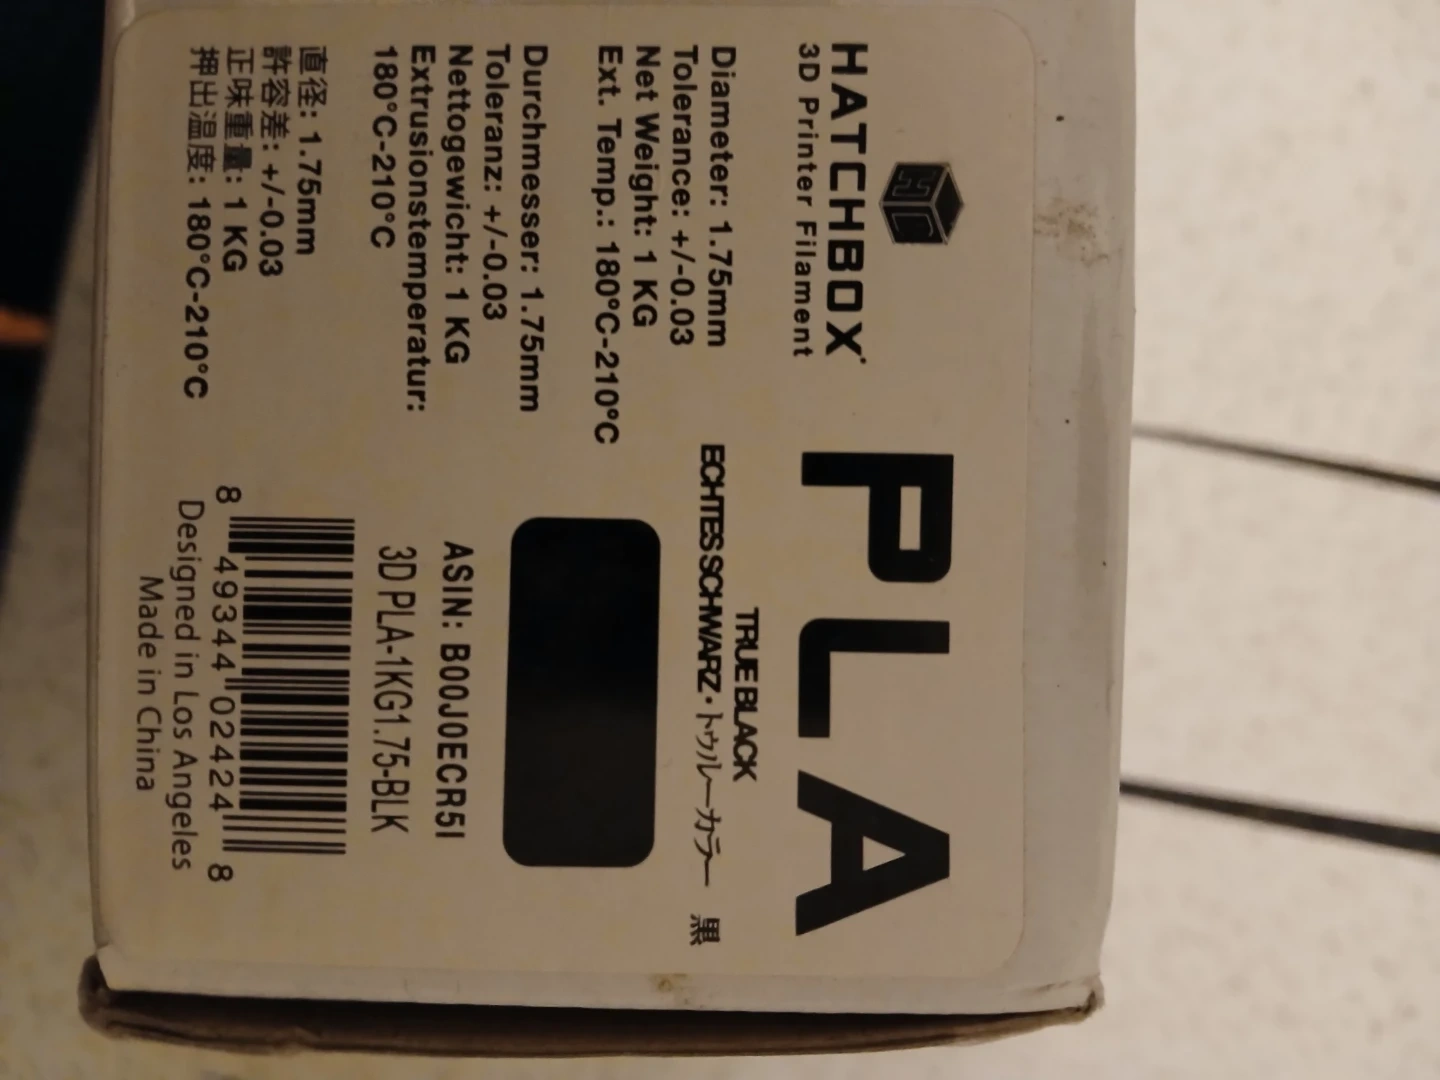 HC
HATCHBOX
3D Printer Filament
PLA
TRUE BLACK
ECHTES SCHWARZ・トゥルーカラー 黒
Diameter: 1.75mm
Tolerance: +/-0.03
Net Weight: 1 KG
Ext. Temp.: 180°C-210°C
Durchmesser: 1.75mm
Toleranz: +/-0.03
Nettogewicht: 1 KG
Extrusionstemperatur:
180°C-210°C
直径: 1.75mm
許容差: +/-0.03
正味重量: 1 KG
押出温度: 180°C-210°C
ASIN: B00J0ECR5I
3D PLA-1KG1.75-BLK
8 49344 02424 8
Designed in Los Angeles
Made in China